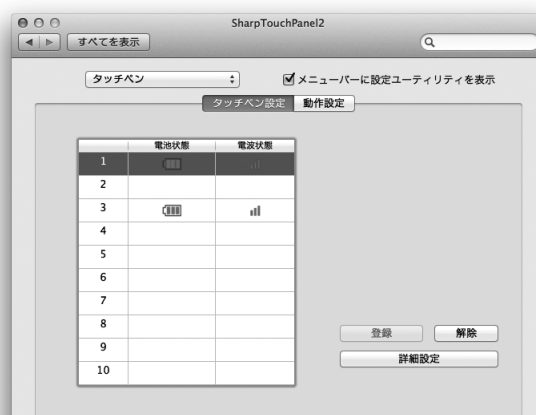 SharpTouchPanel2
すべてを表示
タッチペン
メニューバーに設定ユーティリティを表示
タッチペン設定 動作設定
電池状態 電波状態
1
2
3
4
5
6
7
8
9
10
登録 解除
詳細設定